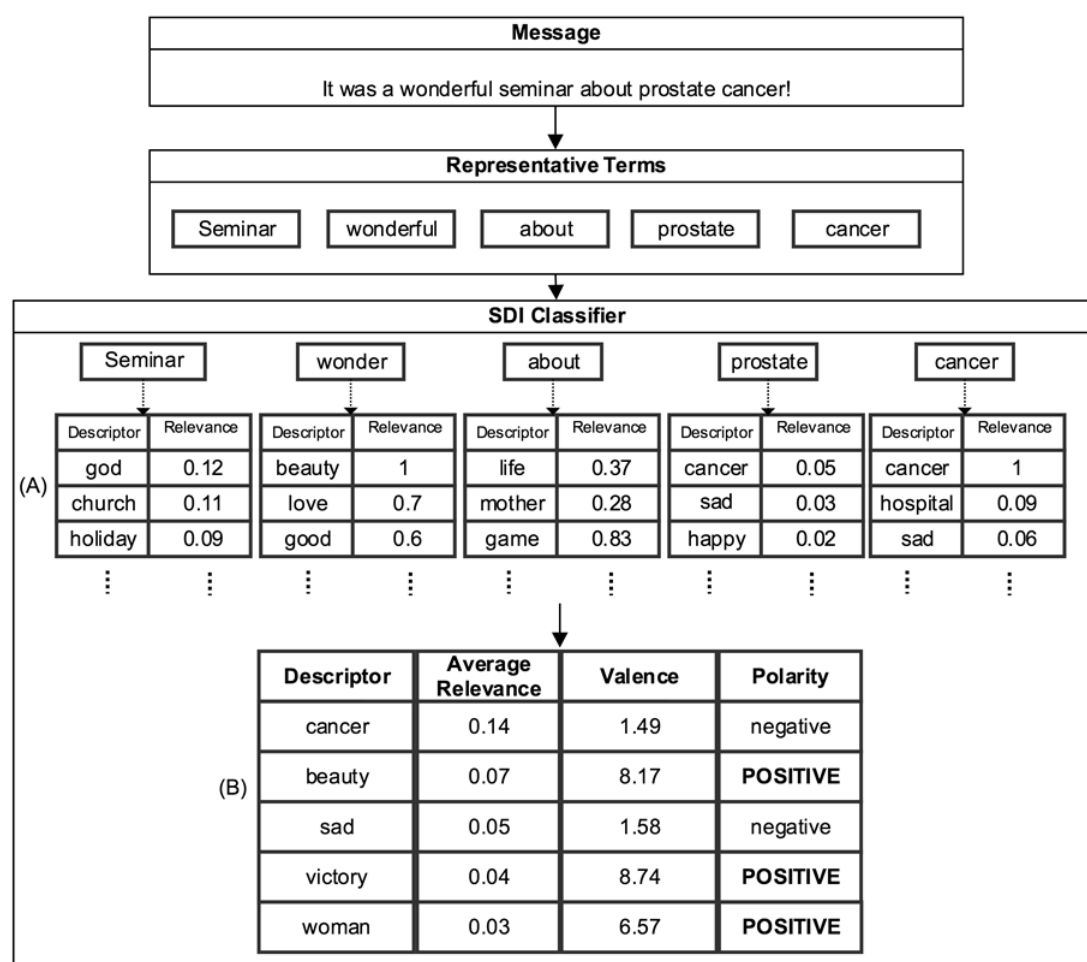 Message
It was a wonderful seminar about prostate cancer!
Representative Terms
Seminar wonderful about prostate cancer
SDI Classifier
Seminar wonder about prostate cancer
Descriptor Relevance Descriptor Relevance Descriptor Relevance Descriptor Relevance Descriptor Relevance
god 0.12 beauty 1 life 0.37 cancer 0.05 cancer 1
(A)
church 0.11 love 0.7 mother 0.28 sad 0.03 hospital 0.09
holiday 0.09 good 0.6 game 0.83 happy 0.02 sad 0.06
Descriptor Average Relevance Valence Polarity
cancer 0.14 1.49 negative
beauty 0.07 8.17 POSITIVE
(B)
sad 0.05 1.58 negative
victory 0.04 8.74 POSITIVE
woman 0.03 6.57 POSITIVE